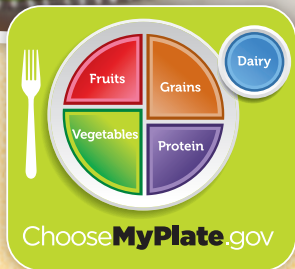 Fruits
Grains
Dairy
Vegetables
Protein
ChooseMyPlate.gov